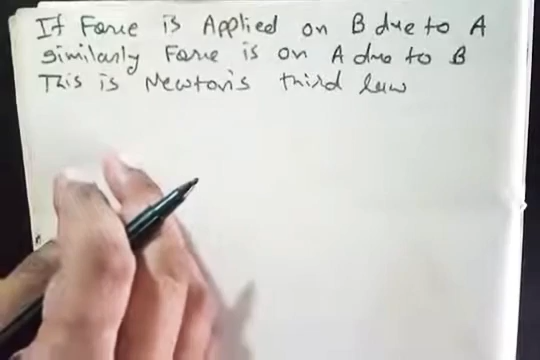 If Force is Applied on B due to A
similarly Force is on A due to B
This is Newton's third law